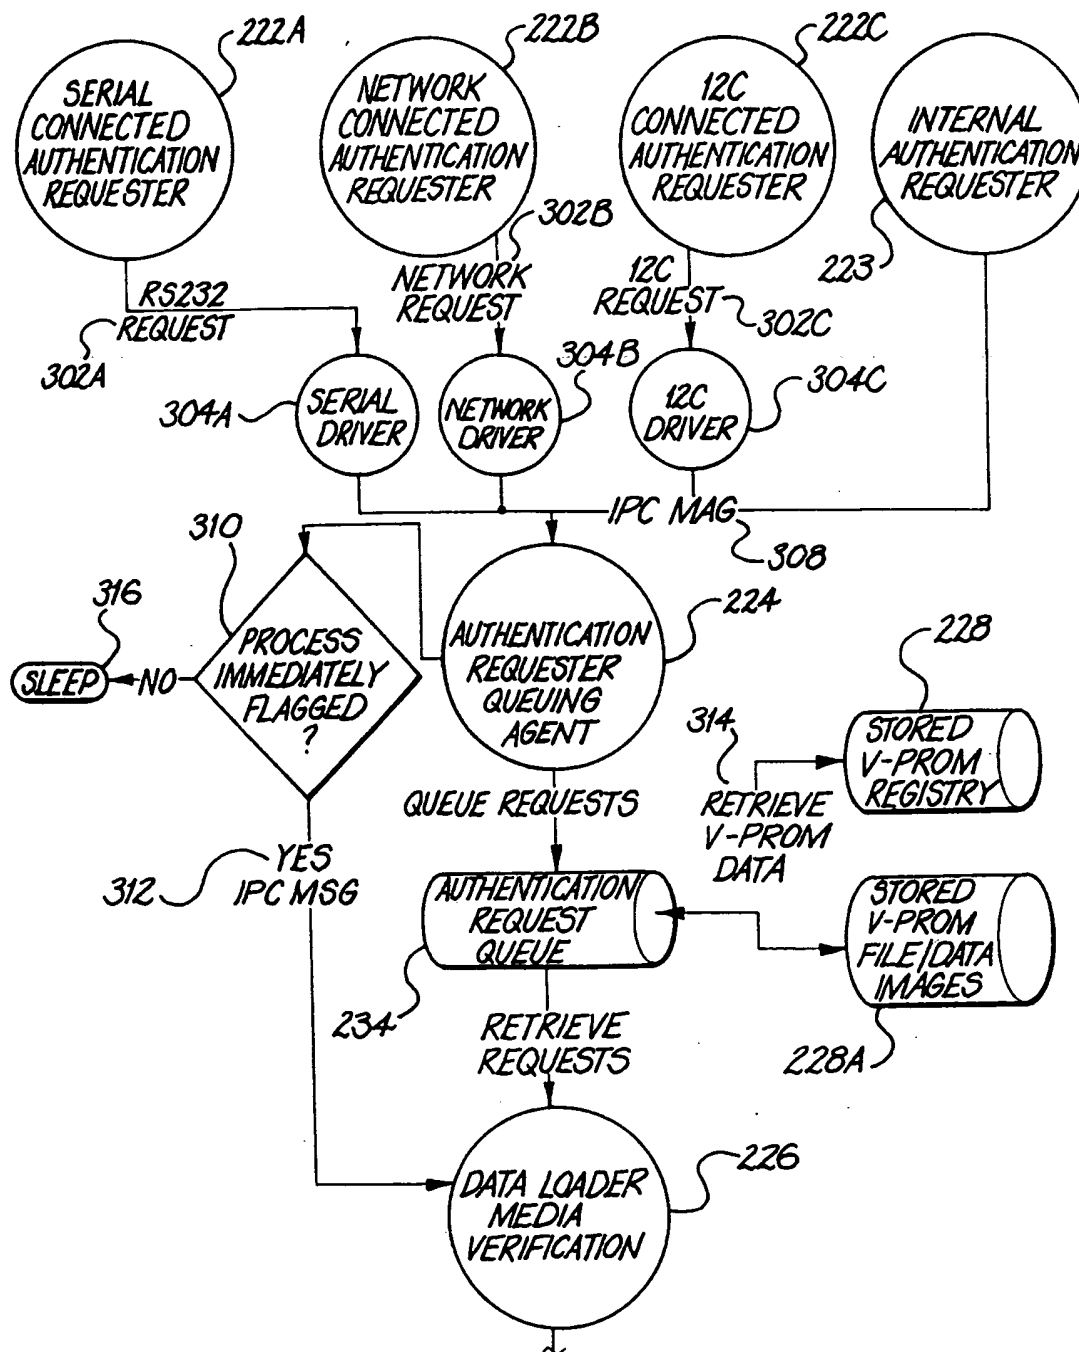 222A
222B
222C
SERIAL
CONNECTED
AUTHENTICATION
REQUESTER
NETWORK
CONNECTED
AUTHENTICATION
REQUESTER
12C
CONNECTED
AUTHENTICATION
REQUESTER
INTERNAL
AUTHENTICATION
REQUESTER
223
RS232
REQUEST
302A
302B
NETWORK
REQUEST
12C
REQUEST
302C
304A
SERIAL
DRIVER
NETWORK
DRIVER
304B
12C
DRIVER
304C
IPC MAG
308
310
PROCESS
IMMEDIATELY
FLAGGED
?
316
SLEEP
NO
AUTHENTICATION
REQUESTER
QUEUING
AGENT
224
228
STORED
V-PROM
REGISTRY
314
RETRIEVE
V-PROM
DATA
QUEUE REQUESTS
312
YES
IPC MSG
AUTHENTICATION
REQUEST
QUEUE
234
STORED
V-PROM
FILE/DATA
IMAGES
228A
RETRIEVE
REQUESTS
DATA LOADER
MEDIA
VERIFICATION
226